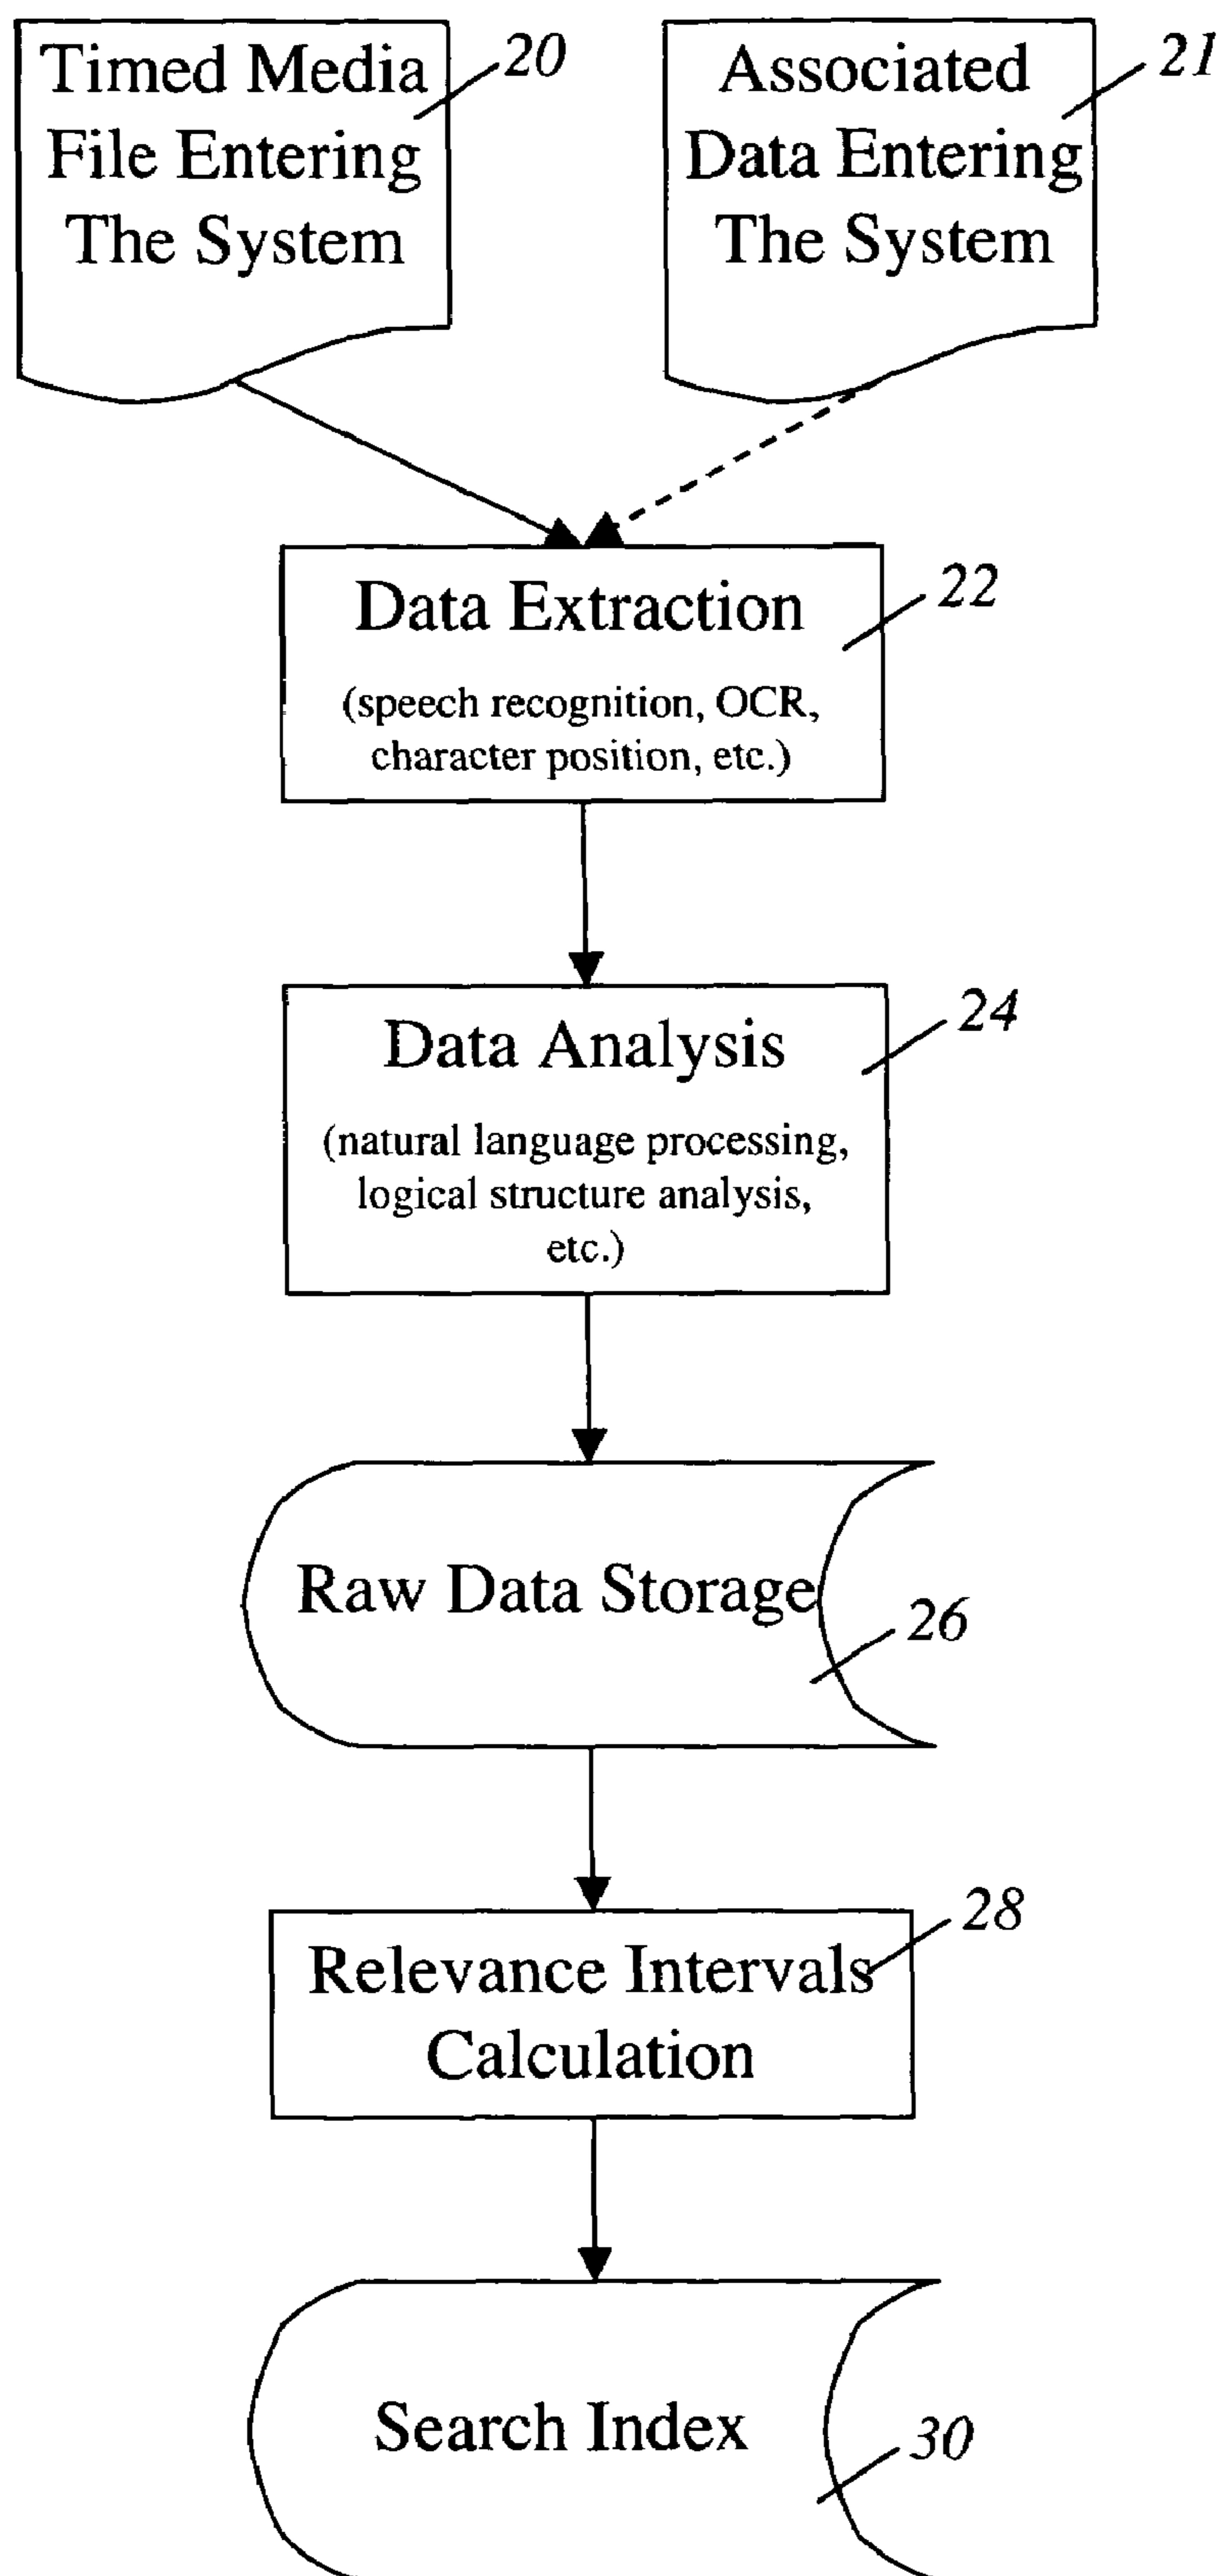 Timed Media
File Entering
The System
20
Associated
Data Entering
The System
21
Data Extraction
22
(speech recognition, OCR,
character position, etc.)
Data Analysis
24
(natural language processing,
logical structure analysis,
etc.)
Raw Data Storage
26
Relevance Intervals
Calculation
28
Search Index
30